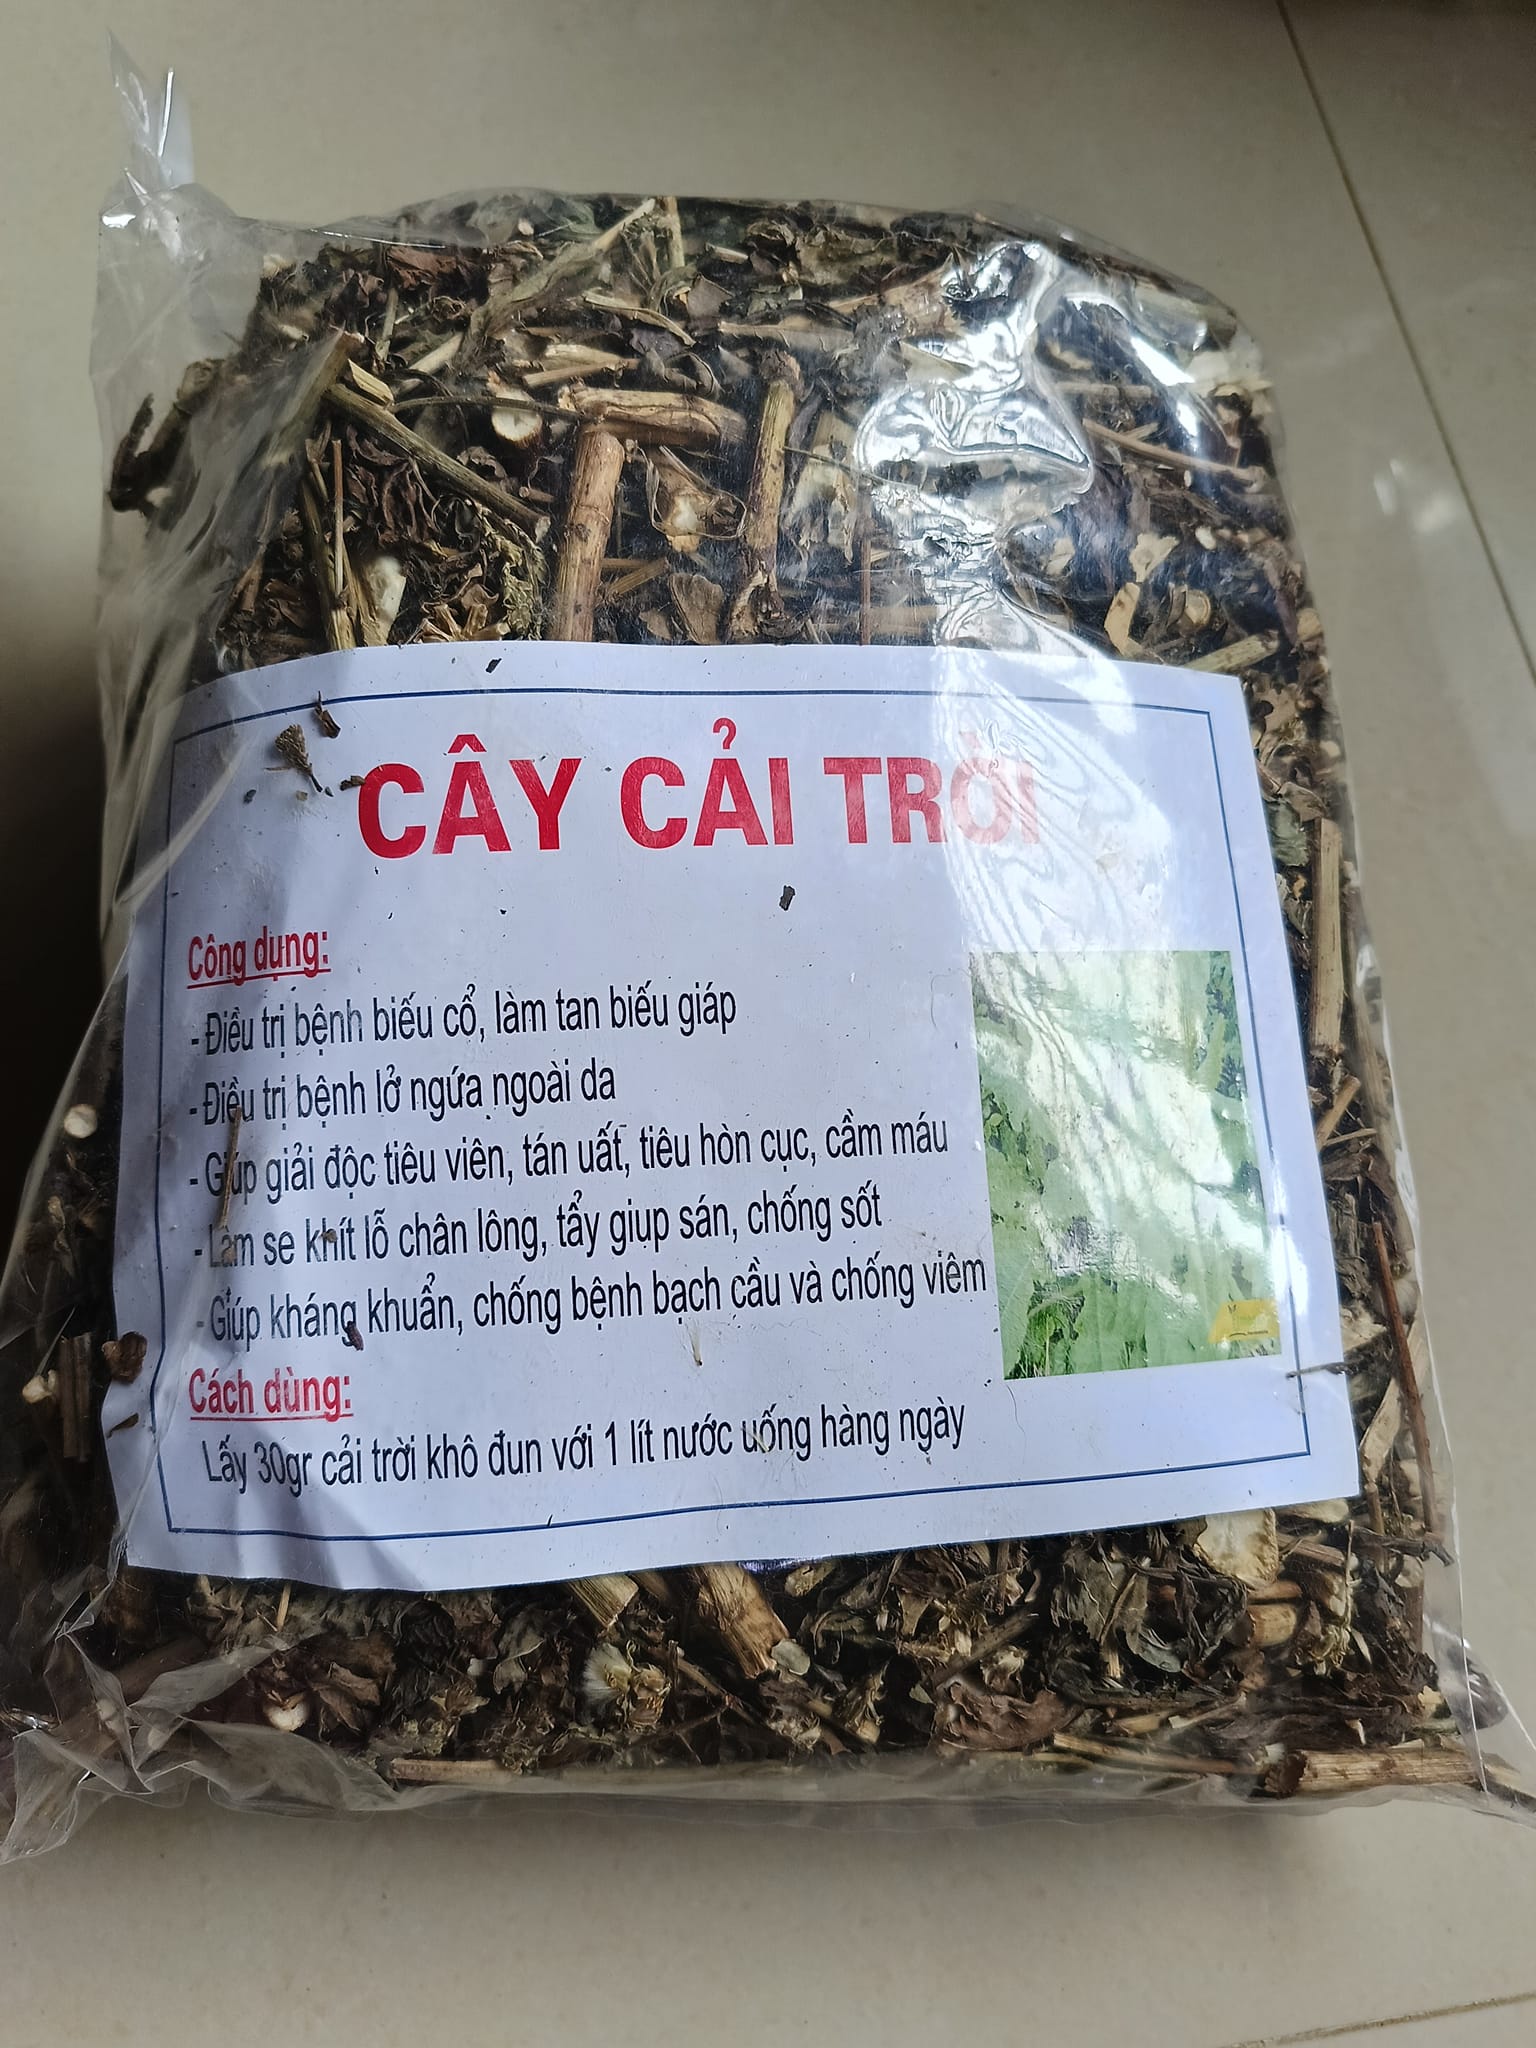 CÂY CẢI TRỜI
Công dụng:
- Điều trị bệnh biếu cổ, làm tan biếu giáp
- Điều trị bệnh lở ngứa ngoài da
- Giúp giải độc tiêu viên, tán uất, tiêu hòn cục, cầm máu
- Làm se khít lỗ chân lông, tẩy giup sán, chống sốt
- Giúp kháng khuẩn, chống bệnh bạch cầu và chống viêm
Cách dùng:
Lấy 30gr cải trời khô đun với 1 lít nước uống hàng ngày